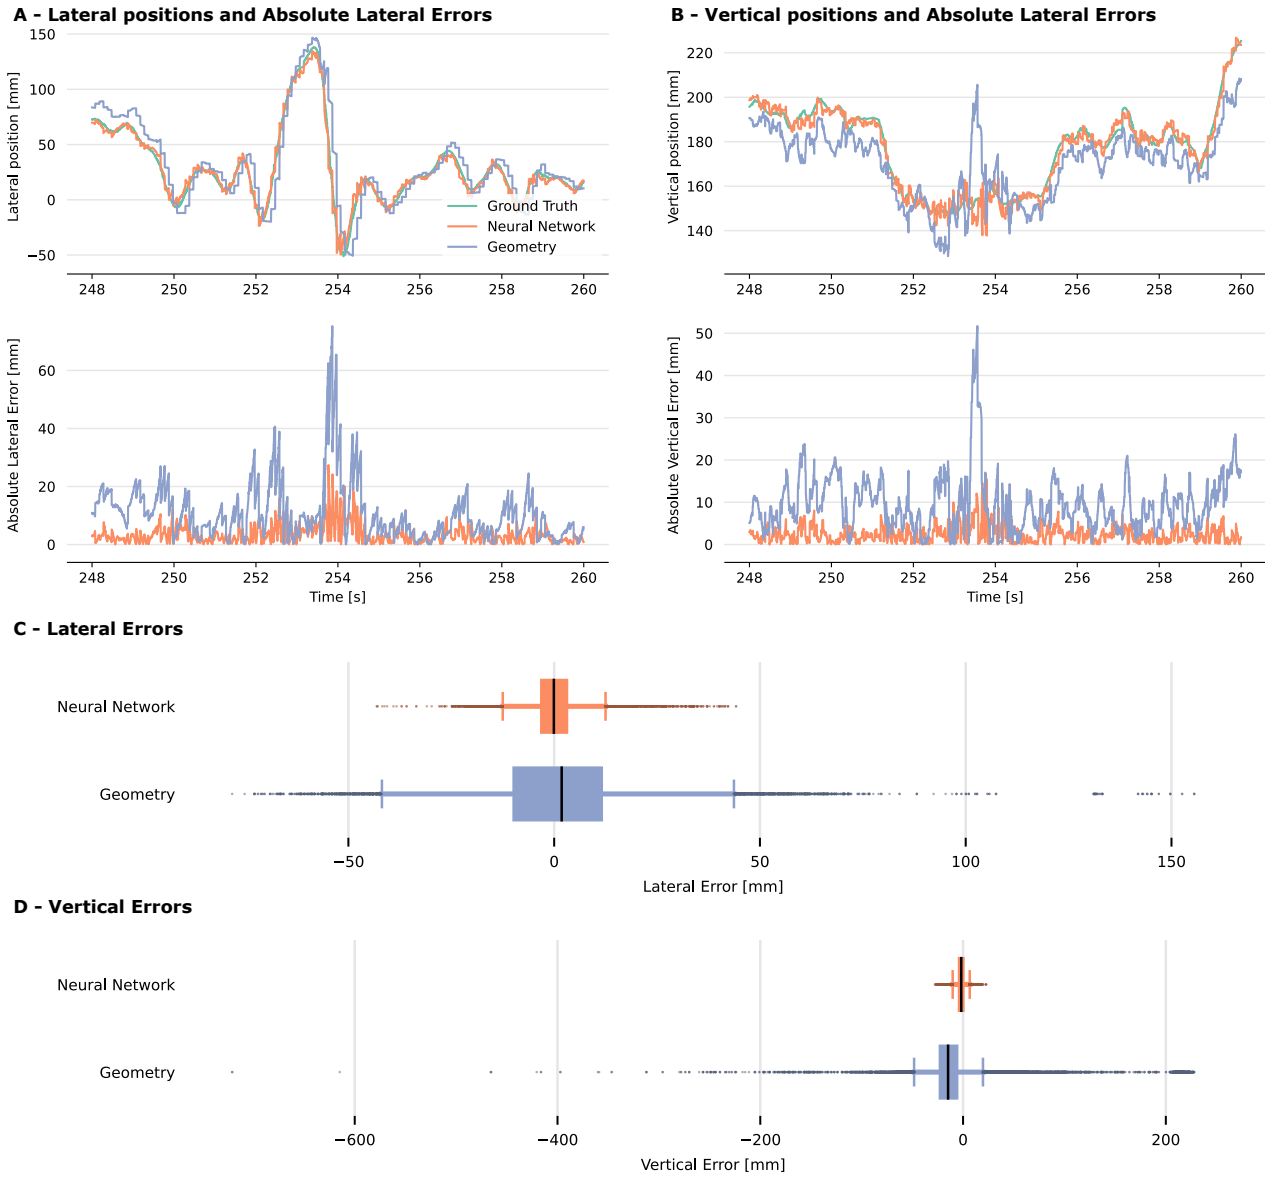 A - Lateral positions and Absolute Lateral Errors
150
100
50
0
−50
Lateral position [mm]
Ground Truth
Neural Network
Geometry
248 250 252 254 256 258 260
60
40
20
0
Absolute Lateral Error [mm]
248 250 252 254 256 258 260
Time [s]
B - Vertical positions and Absolute Lateral Errors
220
200
180
160
140
Vertical position [mm]
248 250 252 254 256 258 260
50
40
30
20
10
0
Absolute Vertical Error [mm]
248 250 252 254 256 258 260
Time [s]
C - Lateral Errors
Neural Network
Geometry
−50 0 50 100 150
Lateral Error [mm]
D - Vertical Errors
Neural Network
Geometry
−600 −400 −200 0 200
Vertical Error [mm]